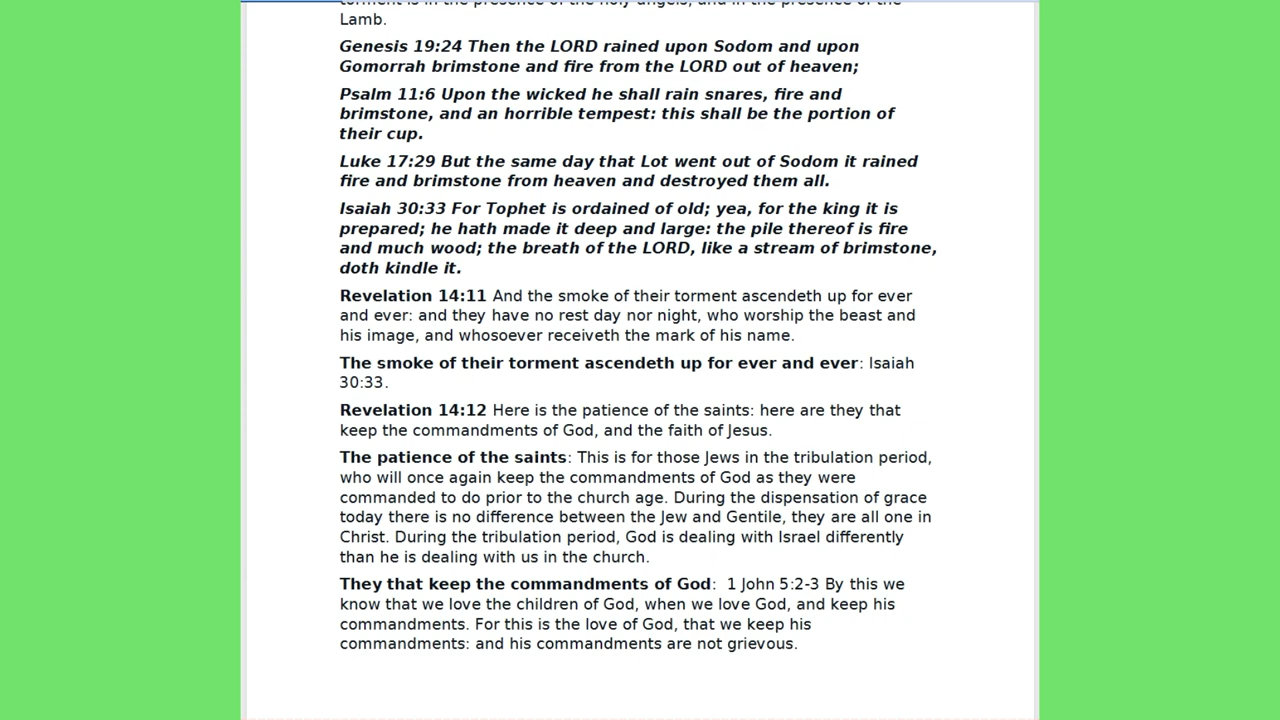 torment is in the presence of the holy angels, and in the presence of the
Lamb.
Genesis 19:24 Then the LORD rained upon Sodom and upon
Gomorrah brimstone and fire from the LORD out of heaven;
Psalm 11:6 Upon the wicked he shall rain snares, fire and
brimstone, and an horrible tempest: this shall be the portion of
their cup.
Luke 17:29 But the same day that Lot went out of Sodom it rained
fire and brimstone from heaven and destroyed them all.
Isaiah 30:33 For Tophet is ordained of old; yea, for the king it is
prepared; he hath made it deep and large: the pile thereof is fire
and much wood; the breath of the LORD, like a stream of brimstone,
doth kindle it.
Revelation 14:11 And the smoke of their torment ascendeth up for ever
and ever: and they have no rest day nor night, who worship the beast and
his image, and whosoever receiveth the mark of his name.
The smoke of their torment ascendeth up for ever and ever: Isaiah
30:33.
Revelation 14:12 Here is the patience of the saints: here are they that
keep the commandments of God, and the faith of Jesus.
The patience of the saints: This is for those Jews in the tribulation period,
who will once again keep the commandments of God as they were
commanded to do prior to the church age. During the dispensation of grace
today there is no difference between the Jew and Gentile, they are all one in
Christ. During the tribulation period, God is dealing with Israel differently
than he is dealing with us in the church.
They that keep the commandments of God:  1 John 5:2-3 By this we
know that we love the children of God, when we love God, and keep his
commandments. For this is the love of God, that we keep his
commandments: and his commandments are not grievous.